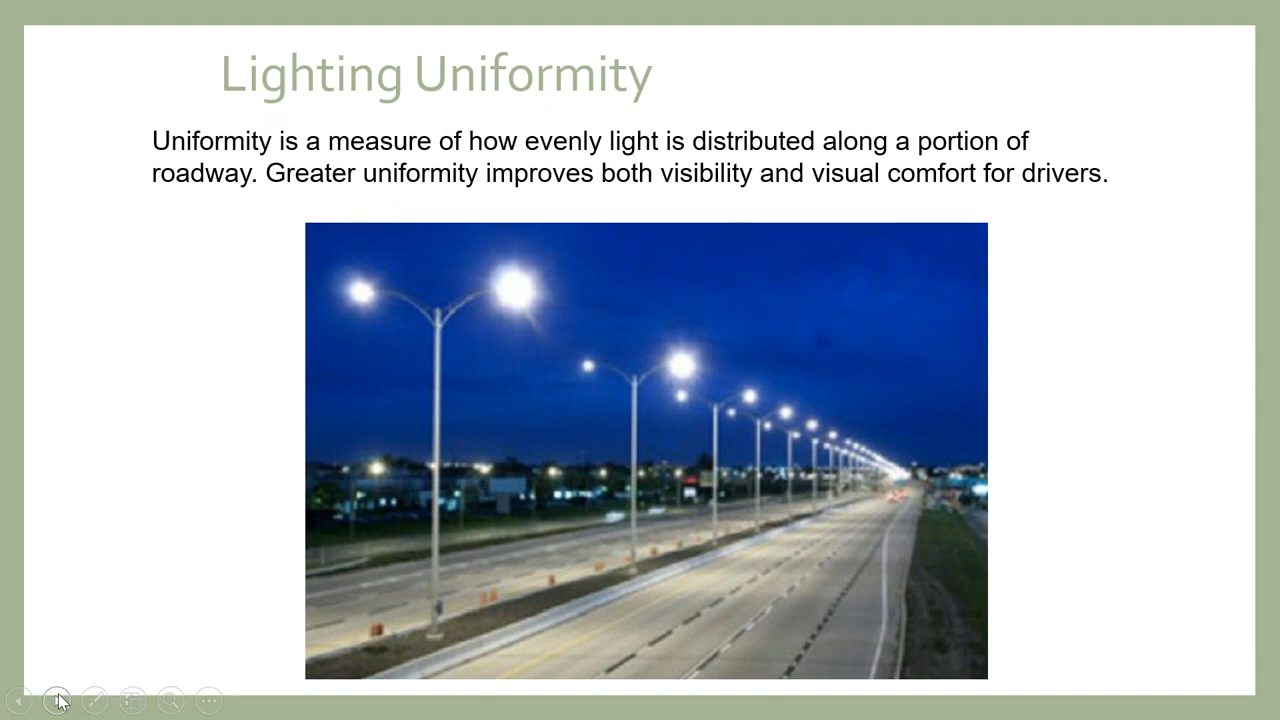 Lighting Uniformity
Uniformity is a measure of how evenly light is distributed along a portion of
roadway. Greater uniformity improves both visibility and visual comfort for drivers.